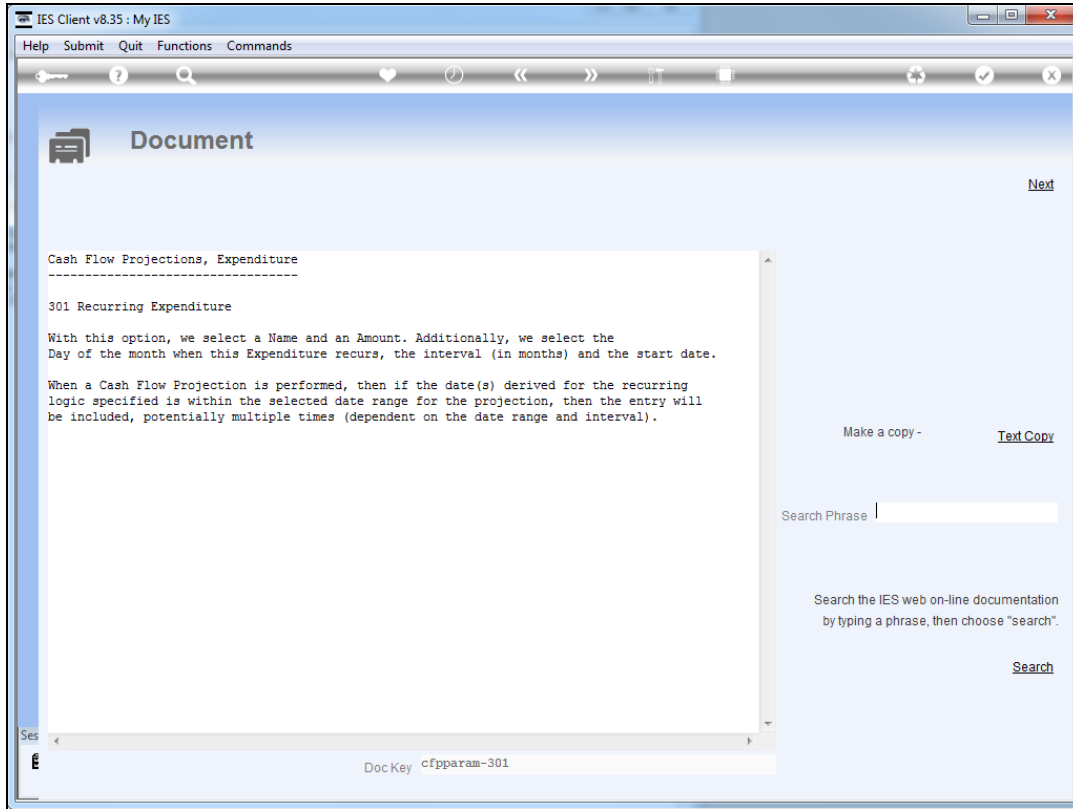 IES Client v8.35 : My IES
Help Submit Quit Functions Commands
Document
Next
Cash Flow Projections, Expenditure
----------------------------------
301 Recurring Expenditure
With this option, we select a Name and an Amount. Additionally, we select the
Day of the month when this Expenditure recurs, the interval (in months) and the start date.
When a Cash Flow Projection is performed, then if the date(s) derived for the recurring
logic specified is within the selected date range for the projection, then the entry will
be included, potentially multiple times (dependent on the date range and interval).
Make a copy - Text Copy
Search Phrase
Search the IES web on-line documentation
by typing a phrase, then choose "search".
Search
Ses
Doc Key cfpparam-301